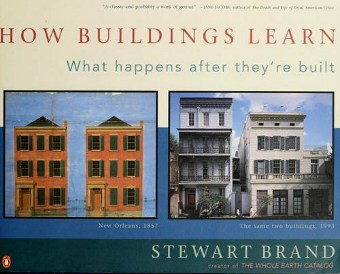 "A classic and probably a work of genius" — JANE JACOBS, author of The Death and Life of Great American Cities
HOW BUILDINGS LEARN
What happens after they're built
New Orleans, 1857
The same two buildings, 1993
STEWART BRAND
creator of THE WHOLE EARTH CATALOG